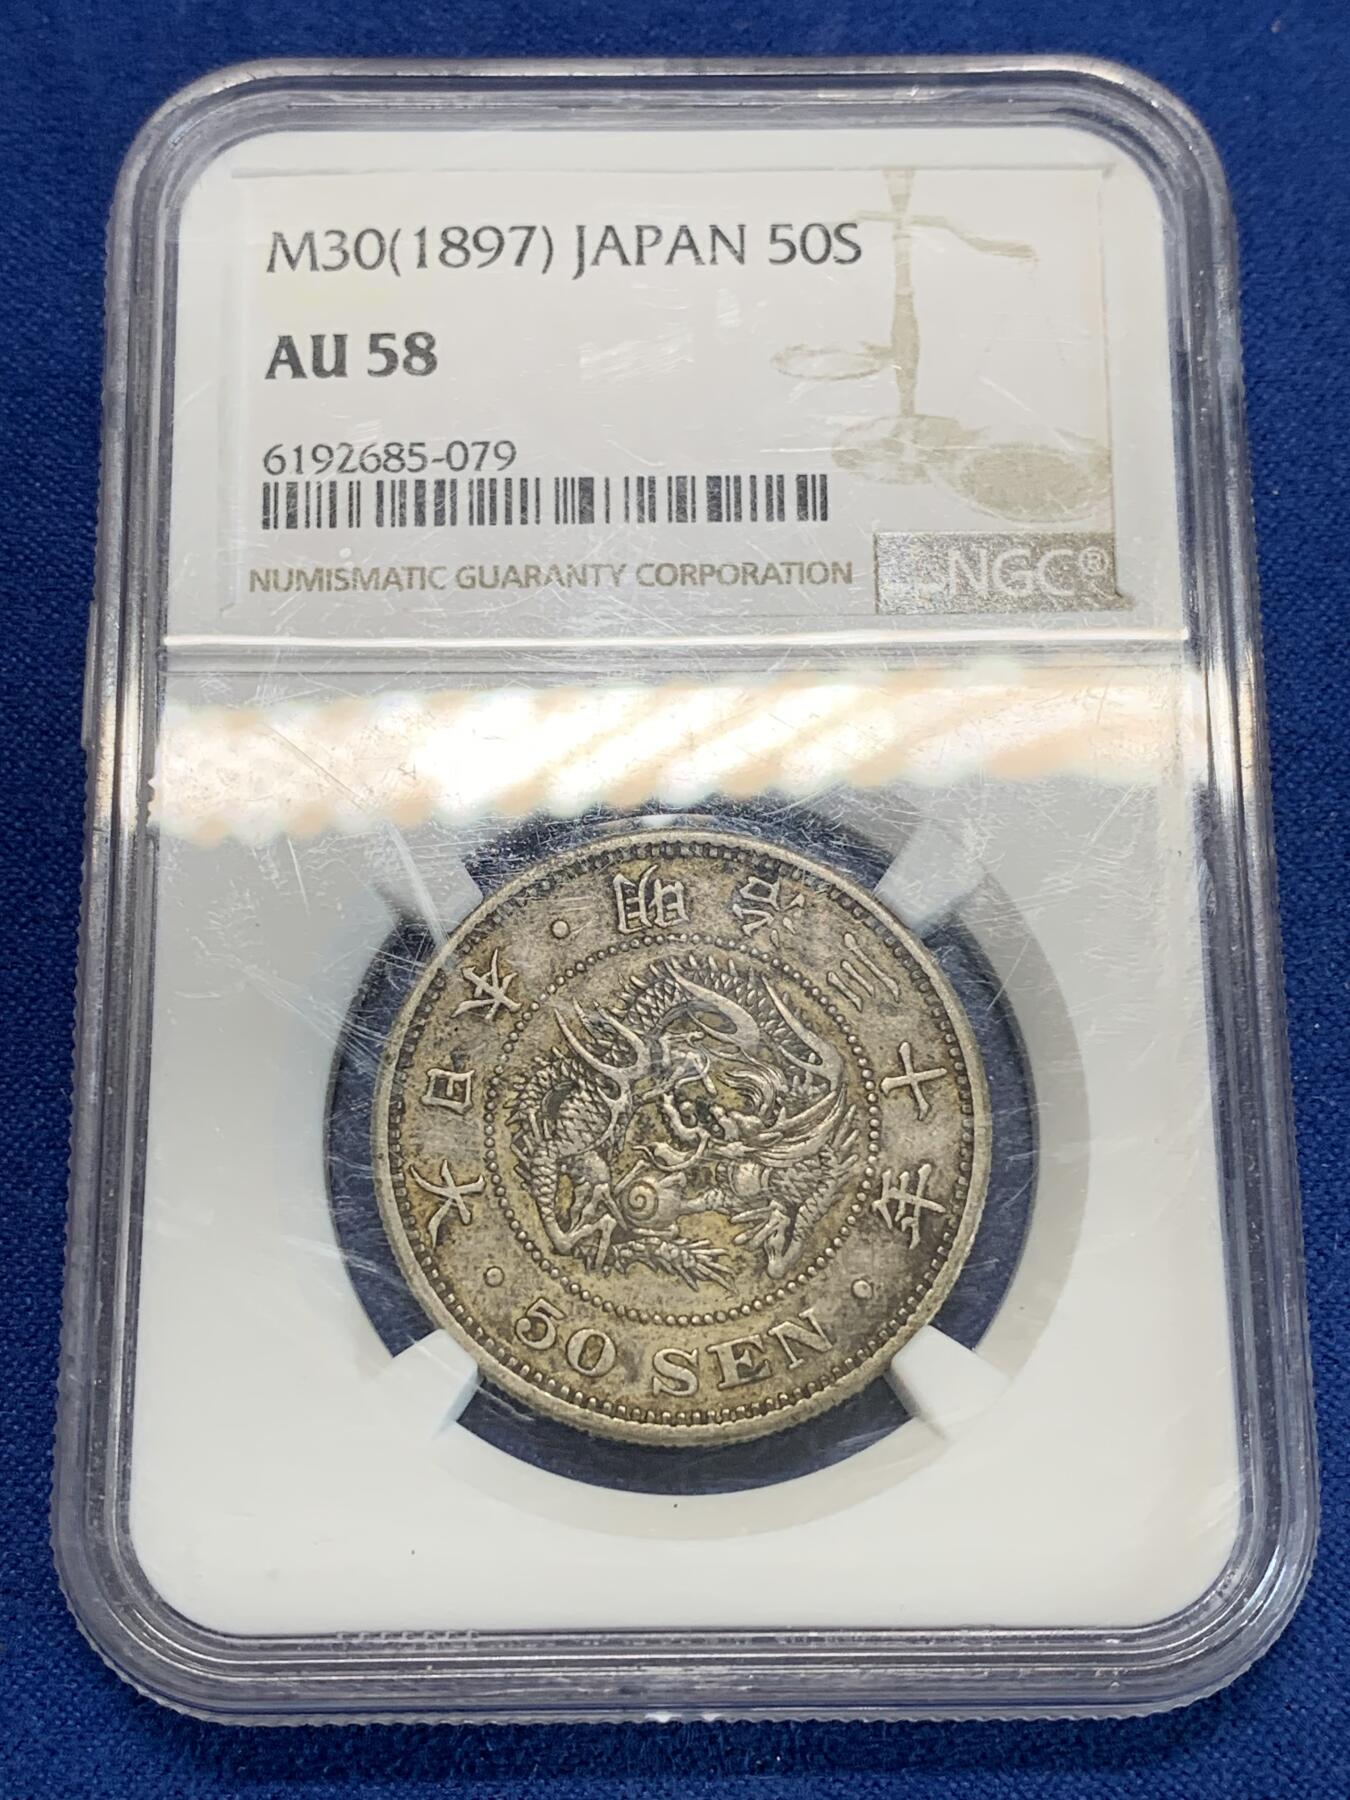 M30(1897) JAPAN 50S
AU 58
6192685-079
NUMISMATIC GUARANTY CORPORATION
NGC®
大日本・明治三十年・
50 SEN・